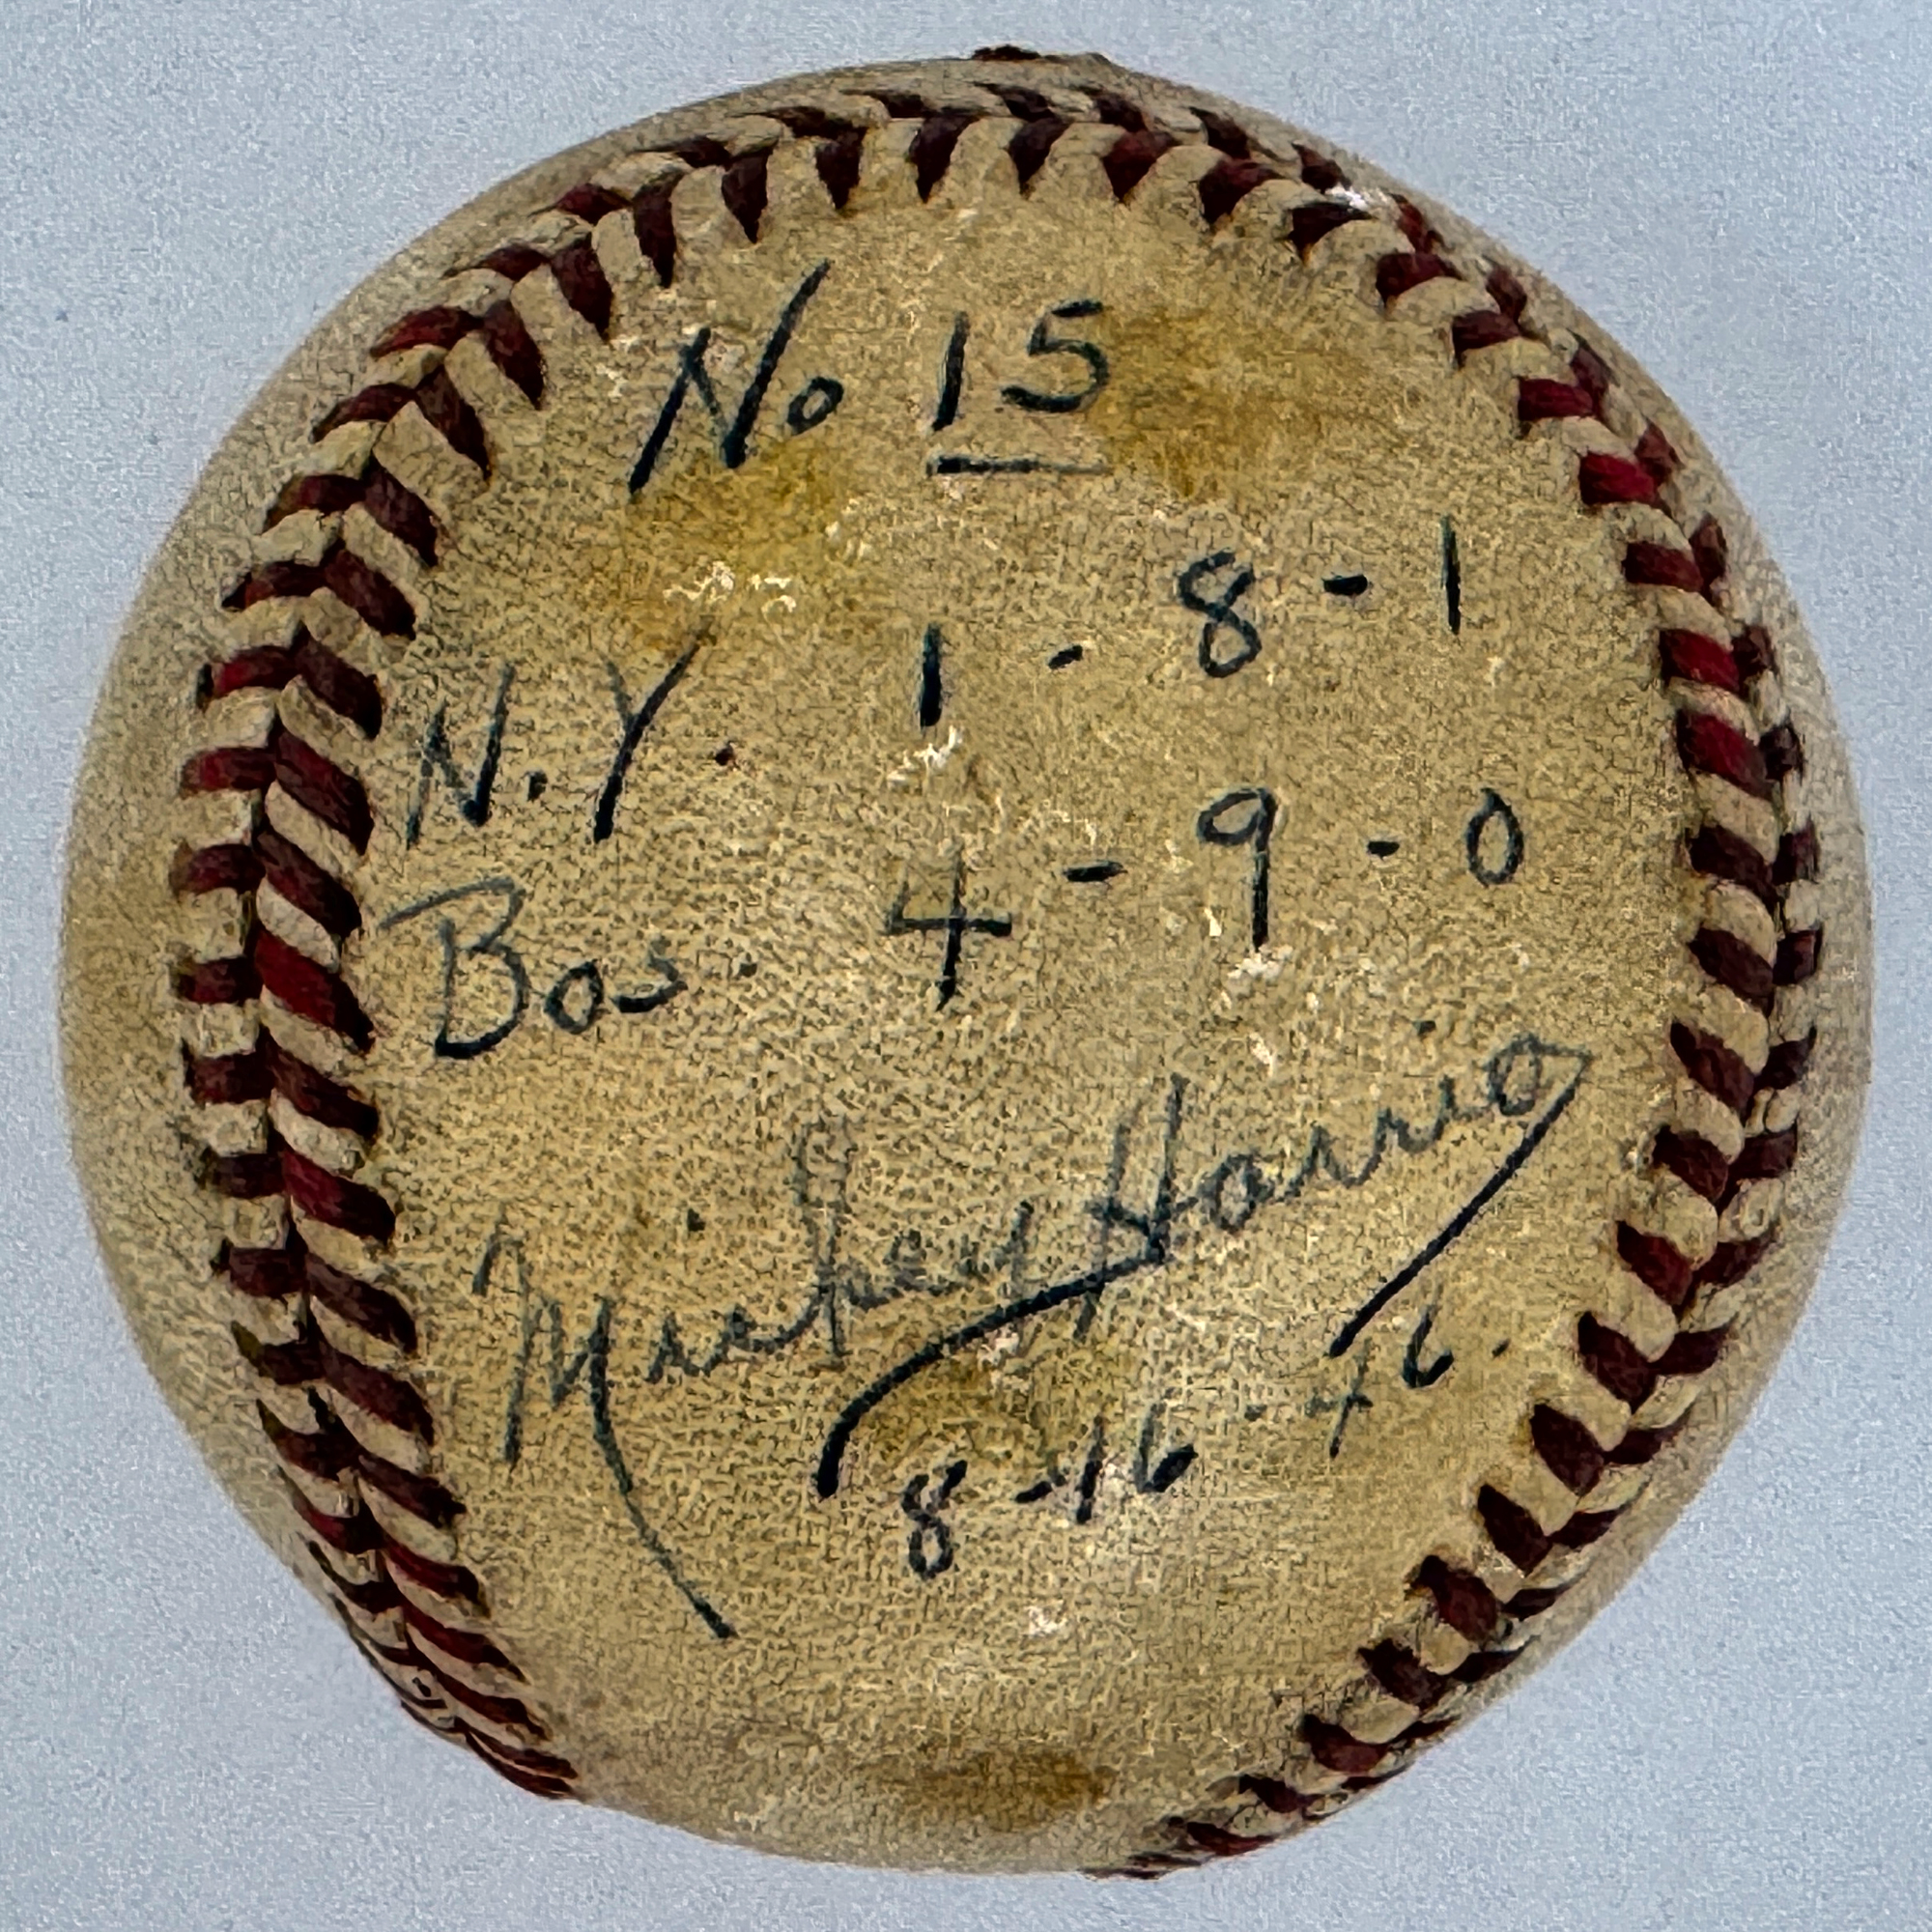 No 15
N.Y. 1 - 8 - 1
Bos. 4 - 9 - 0
Mickey Harris
8-16-46.